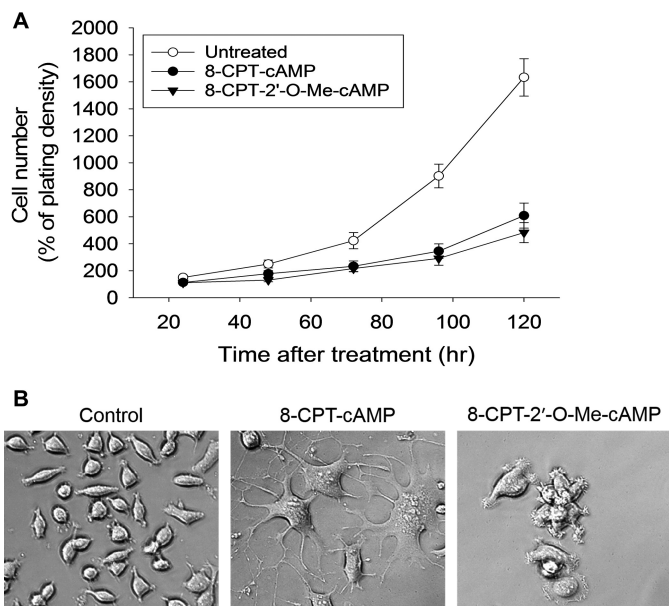 A
Cell number
(% of plating density)
2000
1800
1600
1400
1200
1000
800
600
400
200
0
Untreated
8-CPT-cAMP
8-CPT-2'-O-Me-cAMP
20 40 60 80 100 120
Time after treatment (hr)
B
Control 8-CPT-cAMP 8-CPT-2′-O-Me-cAMP